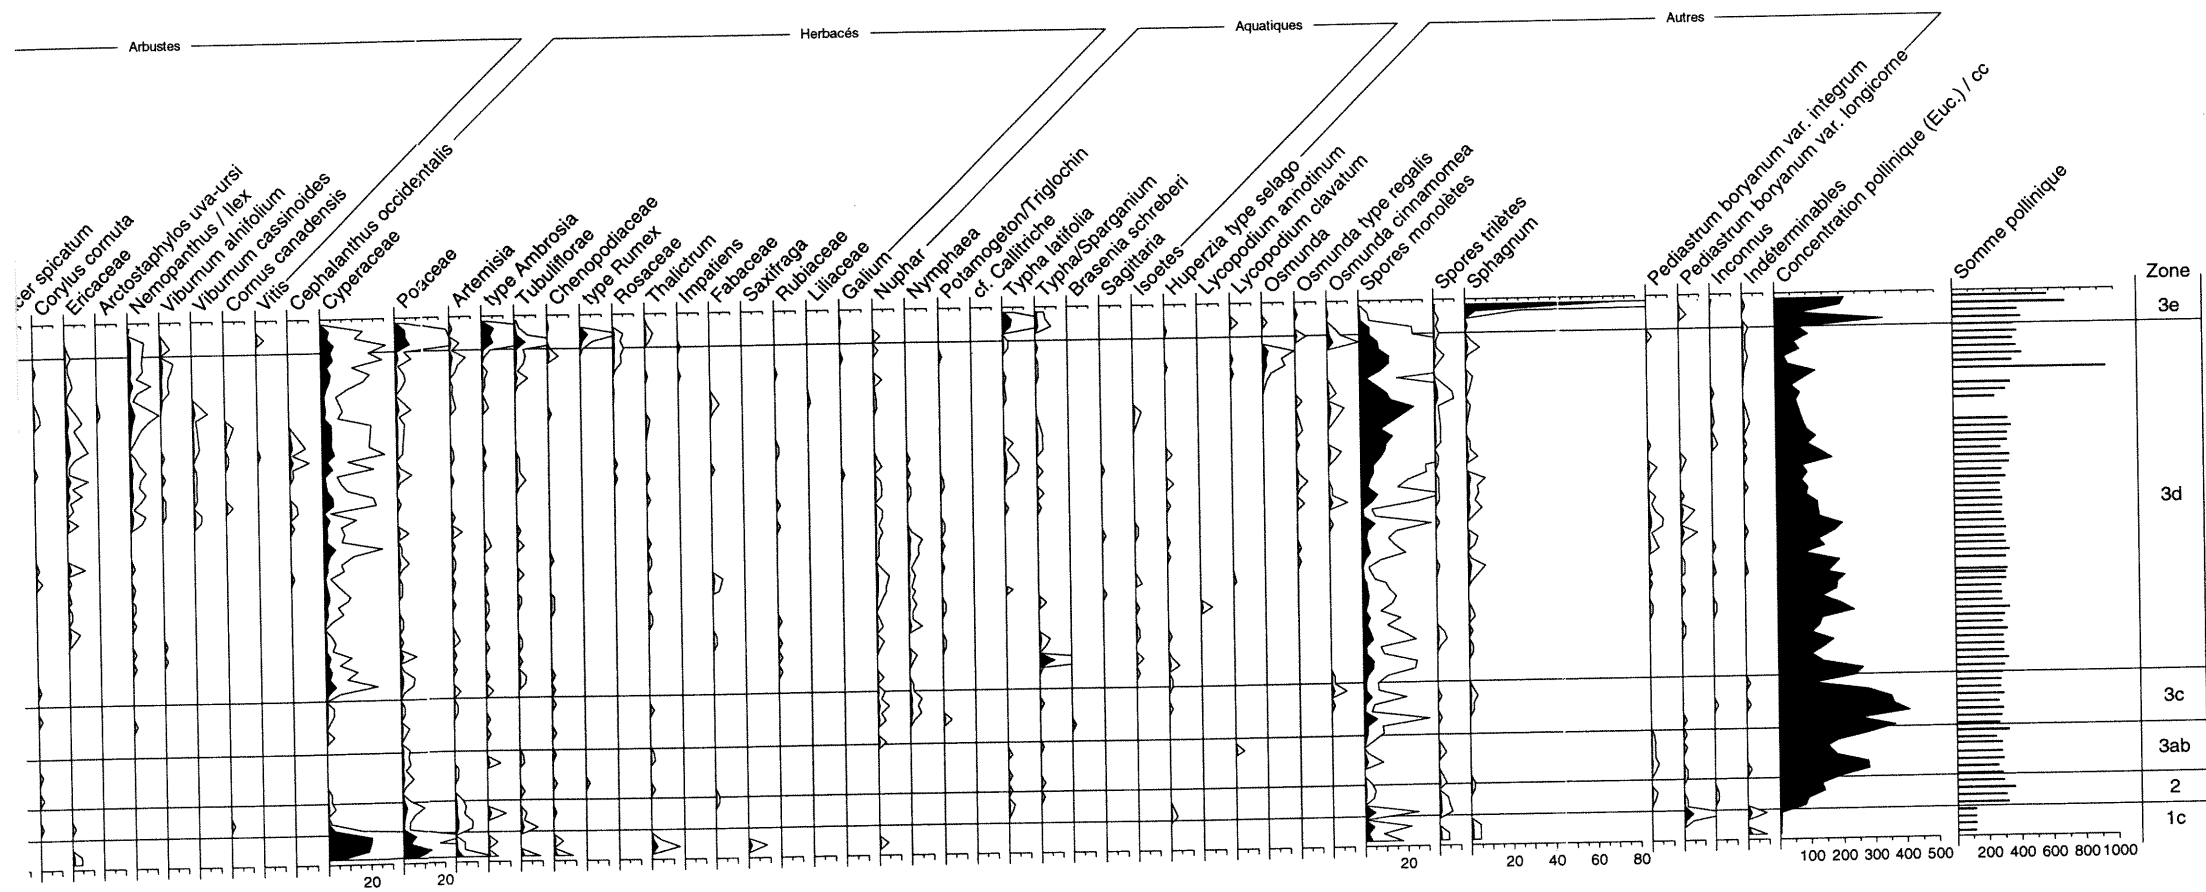 Arbustes
Herbacés
Aquatiques
Autres
cer spicatum
Corylus cornuta
Ericaceae
Arctostaphylos uva-ursi
Nemopanthus / Ilex
Viburnum alnifolium
Viburnum cassinoides
Cornus canadensis
Vitis
Cephalanthus occidentalis
Cyperaceae
Poaceae
Artemisia
type Ambrosia
Tubuliflorae
Chenopodiaceae
type Rumex
Rosaceae
Thalictrum
Impatiens
Fabaceae
Saxifraga
Rubiaceae
Liliaceae
Galium
Nuphar
Nymphaea
Potamogeton/Triglochin
cf. Callitriche
Typha latifolia
Typha/Sparganium
Brasenia schreberi
Sagittaria
Isoetes
Huperzia type selago
Lycopodium annotinum
Lycopodium clavatum
Osmunda
Osmunda type regalis
Osmunda cinnamomea
Spores monolètes
Spores trilètes
Sphagnum
Pediastrum boryanum var. integrum
Pediastrum boryanum var. longicorne
Inconnus
Indéterminables
Concentration pollinique (Euc.) / cc
Somme pollinique
Zone
3e
3d
3c
3ab
2
1c
20
20
20
20 40 60 80
100 200 300 400 500
200 400 600 800 1000